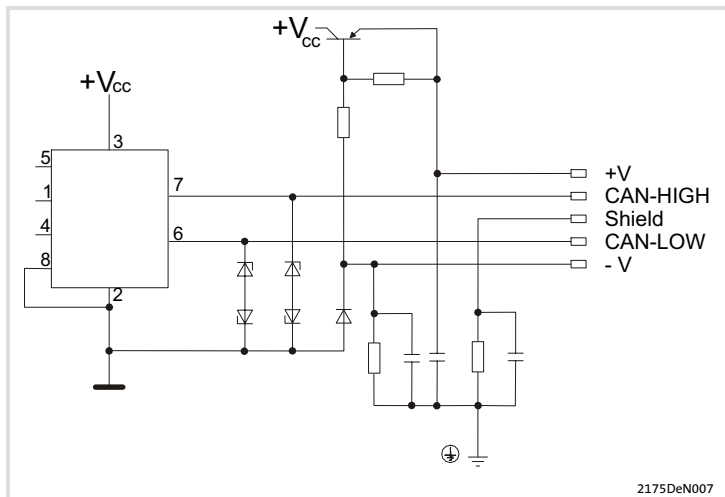 +Vcc
+Vcc
3
5
7
+V
1
CAN-HIGH
Shield
4
6
CAN-LOW
8
- V
2
2175DeN007